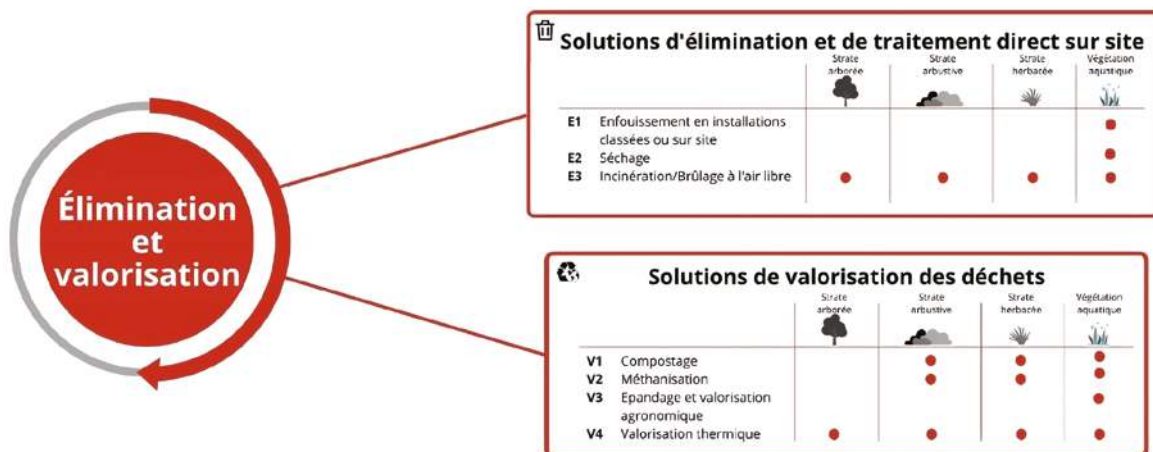 Élimination
et
valorisation
Solutions d'élimination et de traitement direct sur site
Strate
arborée
Strate
arbustive
Strate
herbacée
Végétation
aquatique
E1 Enfouissement en installations
classées ou sur site
E2 Séchage
E3 Incinération/Brûlage à l'air libre
Solutions de valorisation des déchets
Strate
arborée
Strate
arbustive
Strate
herbacée
Végétation
aquatique
V1 Compostage
V2 Méthanisation
V3 Epandage et valorisation
agronomique
V4 Valorisation thermique